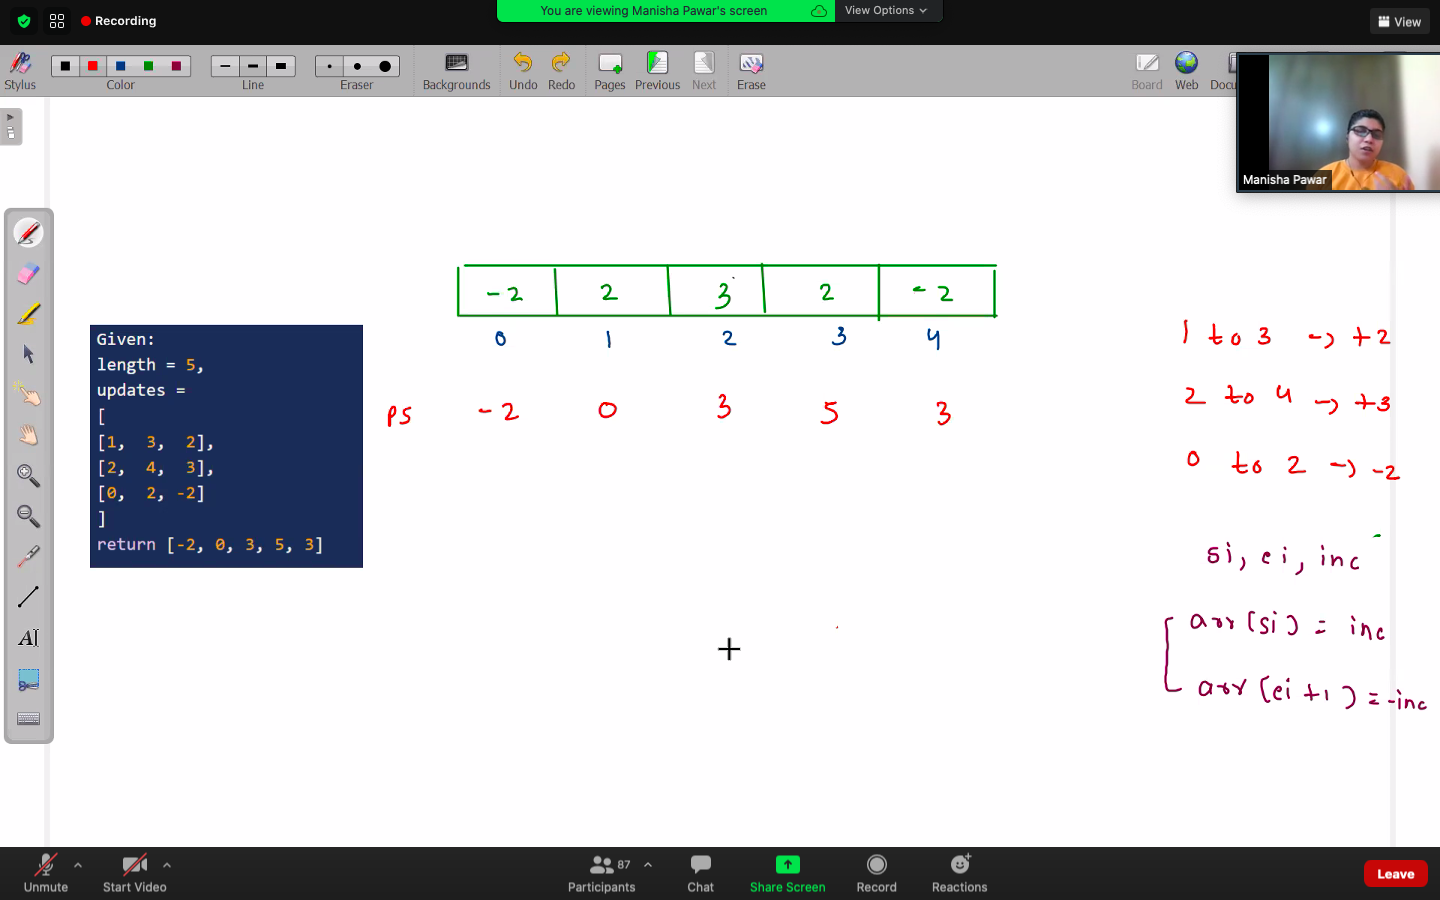 Recording
You are viewing Manisha Pawar's screen
View Options
View
Stylus
Color
Line
Eraser
Backgrounds
Undo
Redo
Pages
Previous
Next
Erase
Board
Web
Docu
Manisha Pawar
-2 2 3 2 -2
0 1 2 3 4
PS -2 0 3 5 3
Given:
length = 5,
updates =
[
[1, 3, 2],
[2, 4, 3],
[0, 2, -2]
]
return [-2, 0, 3, 5, 3]
1 to 3 -> +2
2 to 4 -> +3
0 to 2 -> -2
si, ei, inc
arr(si) = inc
arr(ei+1) = -inc
AI
Unmute
Start Video
Participants
87
Chat
Share Screen
Record
Reactions
Leave